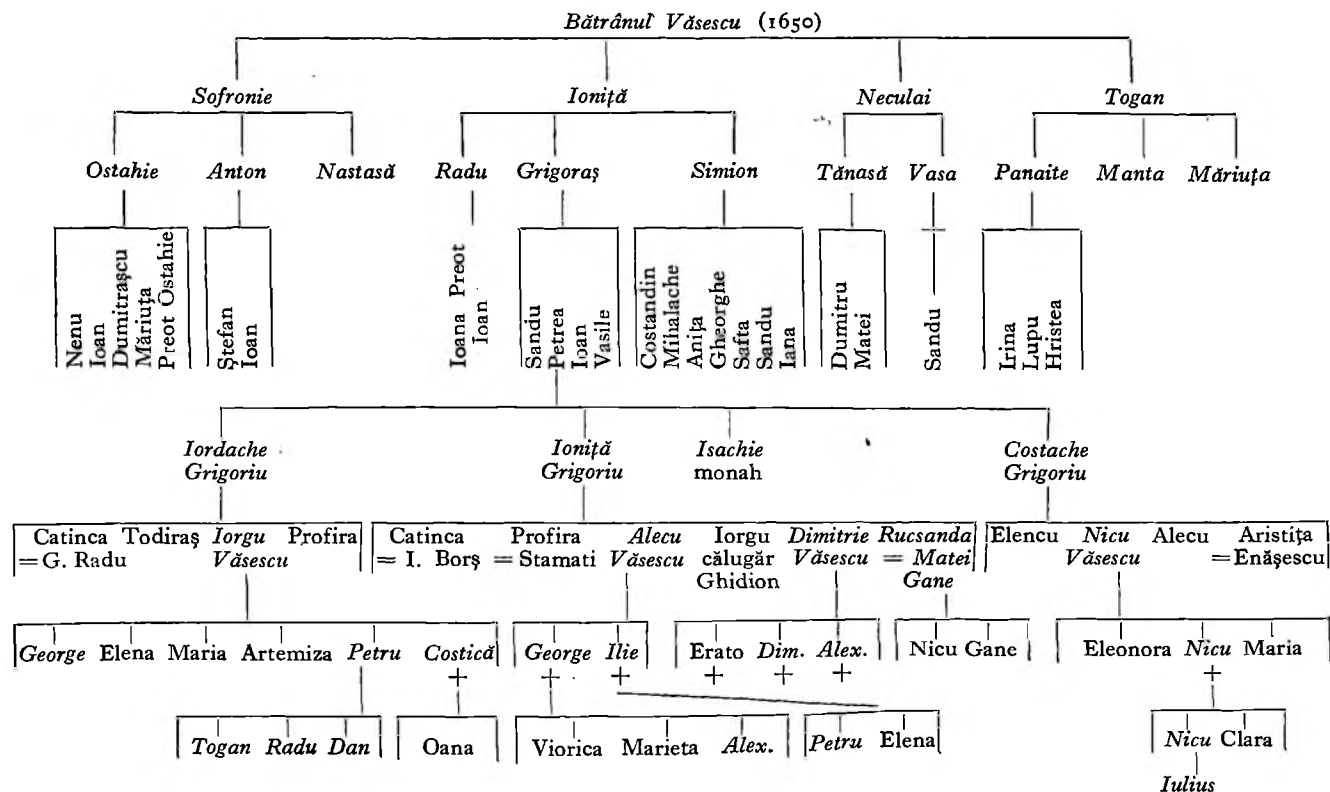 Bătrânul Văsescu (1650)
Sofronie Ioniță Neculai Togan
Ostahie Anton Nastasă Radu Grigoraș Simion Tănasă Vasa Panaite Manta Măriuța
Nenu
Ioan
Dumitrașcu
Măriuța
Preot Ostahie
Ștefan
Ioan
Ioana Preot
Ioan
Sandu
Petrea
Ioan
Vasile
Costandin
Mihalache
Anița
Gheorghe
Safta
Sandu
Iana
Dumitru
Matei
Sandu
Irina
Lupu
Hristea
Iordache Ioniță Isachie Costache
Grigoriu Grigoriu monah Grigoriu
Catinca Todiraș Iorgu Profira Catinca Profira Alecu Iorgu Dimitrie Rucsanda Elencu Nicu Alecu Aristița
= G. Radu Văsescu = I. Borș = Stamati Văsescu călugăr Văsescu = Matei Văsescu = Enășescu
Ghidion Gane
George Elena Maria Artemiza Petru Costică George Ilie Erato Dim. Alex. Nicu Gane Eleonora Nicu Maria
+ + + + + + +
Togan Radu Dan Oana Viorica Marieta Alex. Petru Elena Nicu Clara
Iulius